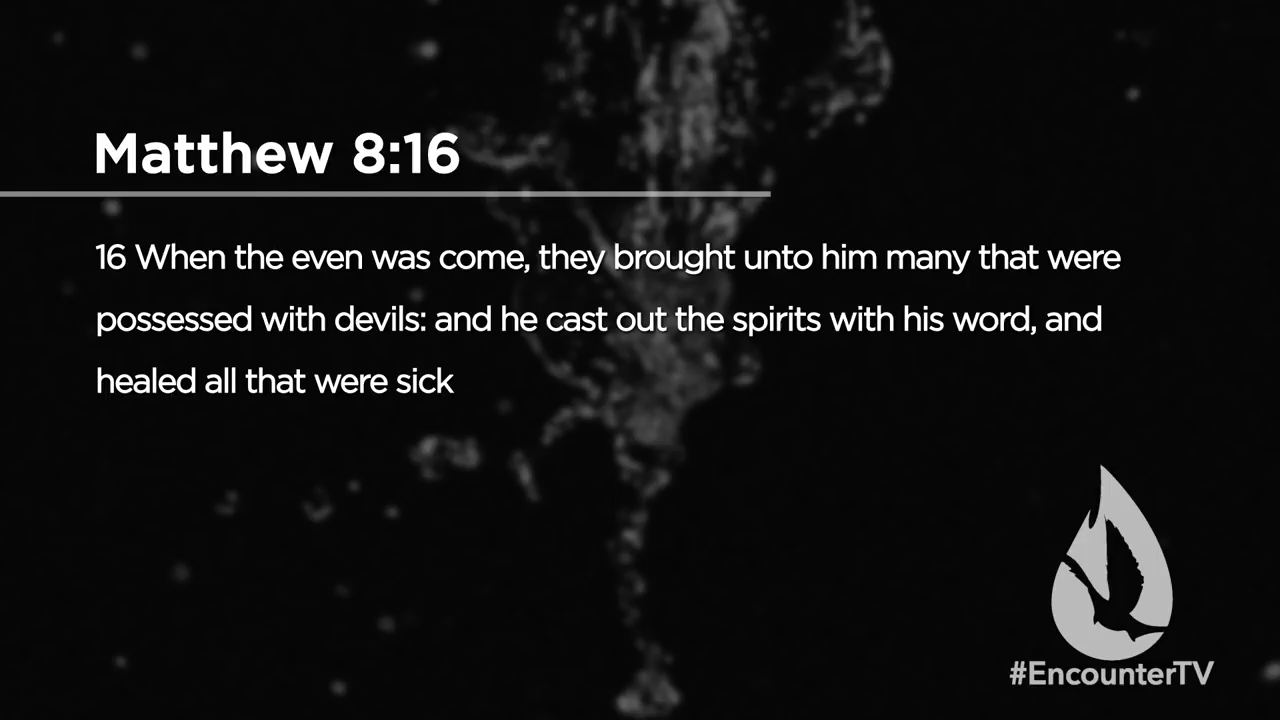 Matthew 8:16
16 When the even was come, they brought unto him many that were
possessed with devils: and he cast out the spirits with his word, and
healed all that were sick
#EncounterTV